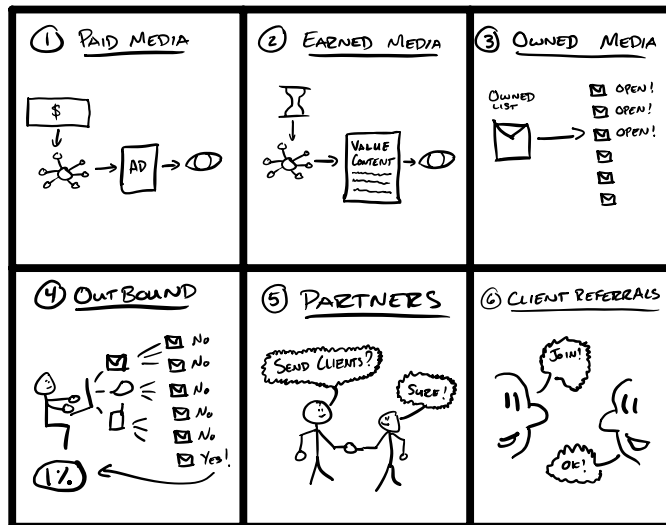 ① PAID MEDIA
$
AD
② EARNED MEDIA
VALUE
CONTENT
③ OWNED MEDIA
OWNED
LIST
OPEN!
OPEN!
OPEN!
④ OUTBOUND
No
No
No
No
No
Yes!
1%
⑤ PARTNERS
SEND CLIENTS?
SURE!
⑥ CLIENT REFERRALS
JOIN!
OK!